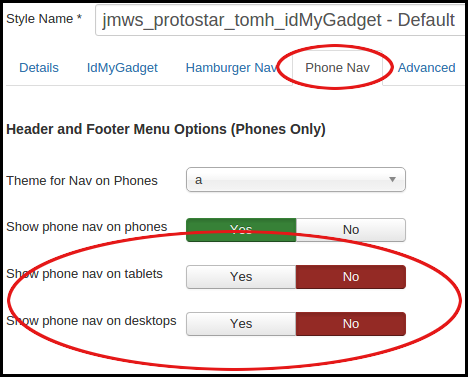 Style Name * jmws_protostar_tomh_idMyGadget - Default
Details IdMyGadget Hamburger Nav Phone Nav Advanced
Header and Footer Menu Options (Phones Only)
Theme for Nav on Phones a
Show phone nav on phones Yes No
Show phone nav on tablets Yes No
Show phone nav on desktops Yes No